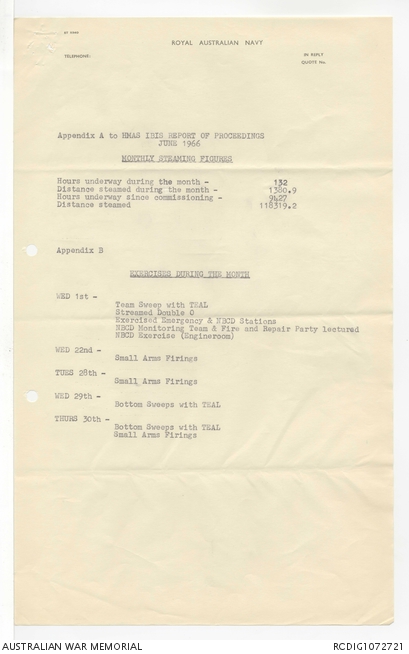 ROYAL AUSTRALIAN NAVY
TELEPHONE:
IN REPLY
QUOTE No.
Appendix A to HMAS IBIS REPORT OF PROCEEDINGS
JUNE 1966
MONTHLY STEAMING FIGURES
Hours underway during the month - 132
Distance steamed during the month - 1380.9
Hours underway since commissioning - 9427
Distance steamed 118319.2
Appendix B
EXERCISES DURING THE MONTH
WED 1st -
Team Sweep with TEAL
Streamed Double O
Exercised Emergency & NBCD Stations
NBCD Monitoring Team & Fire and Repair Party lectured
NBCD Exercise (Engineroom)
WED 22nd -
Small Arms Firings
TUES 28th -
Small Arms Firings
WED 29th -
Bottom Sweeps with TEAL
THURS 30th -
Bottom Sweeps with TEAL
Small Arms Firings
AUSTRALIAN WAR MEMORIAL
RCDIG1072721